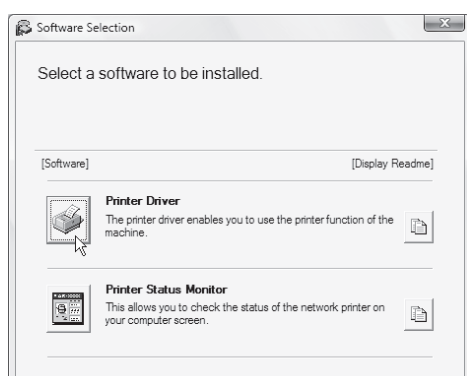 Software Selection
Select a software to be installed.
[Software] [Display Readme]
Printer Driver
The printer driver enables you to use the printer function of the
machine.
Printer Status Monitor
This allows you to check the status of the network printer on
your computer screen.